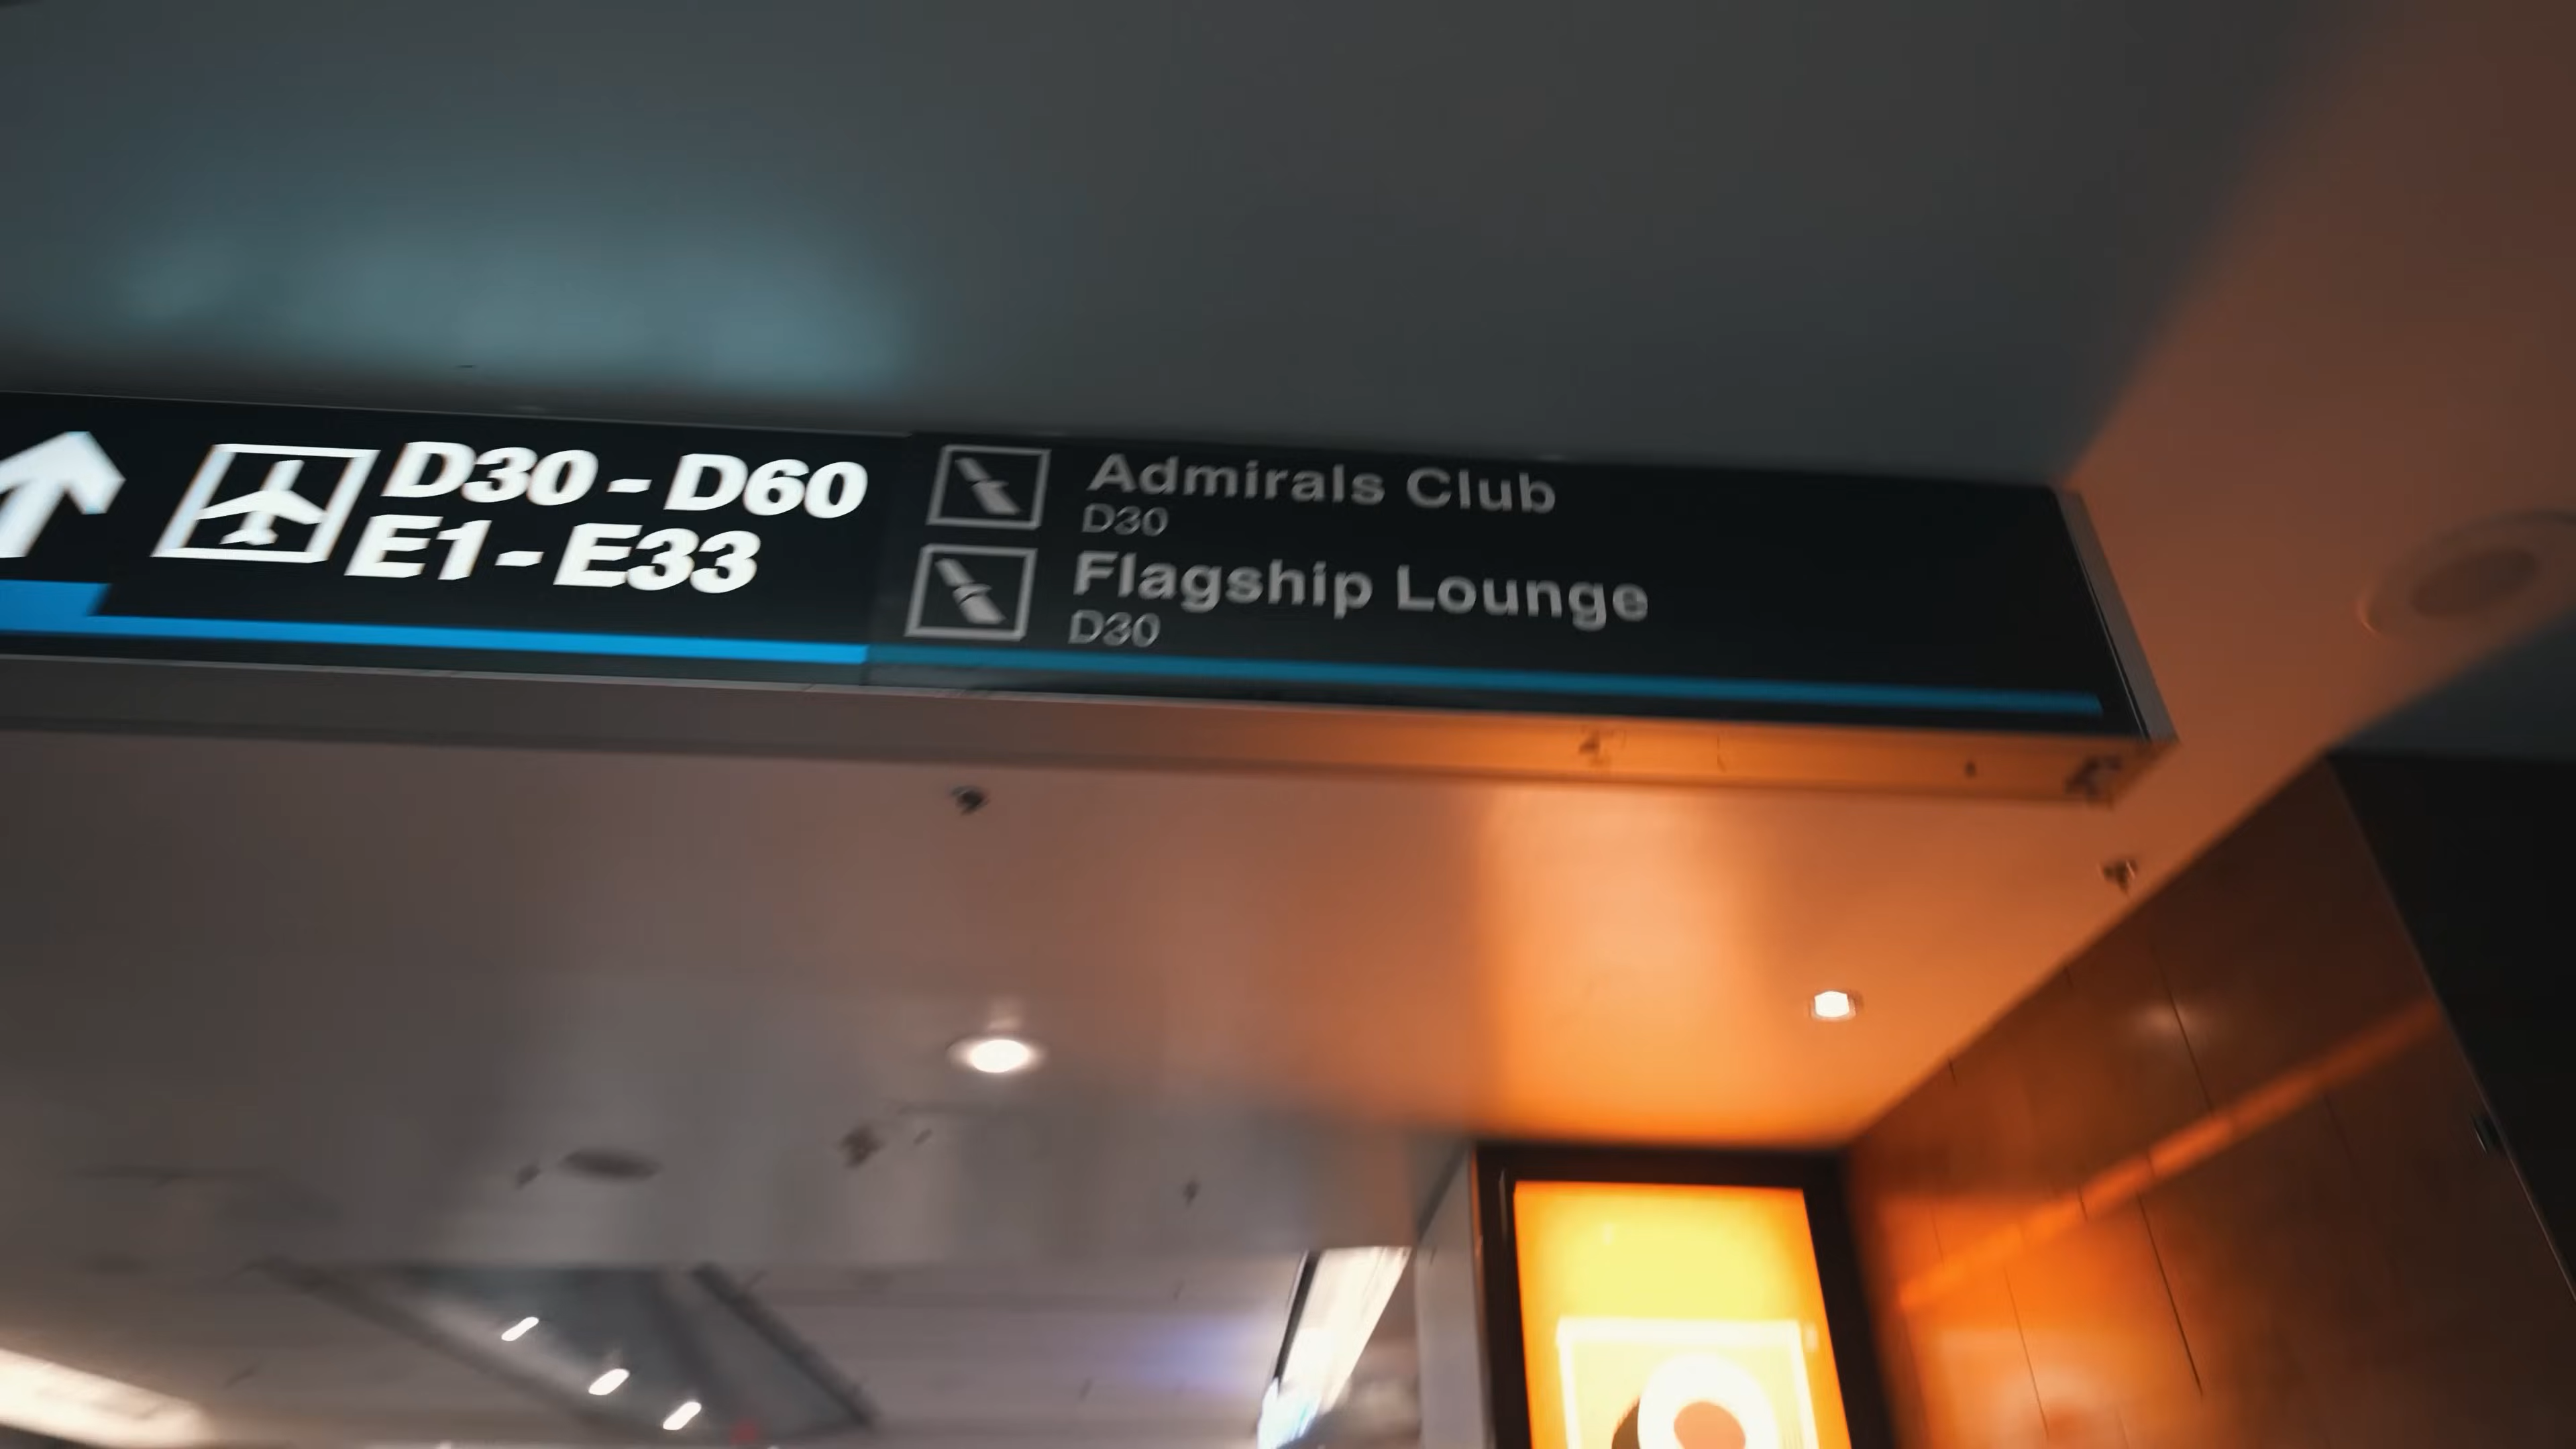 D30 - D60
E1 - E33
Admirals Club
D30
Flagship Lounge
D30